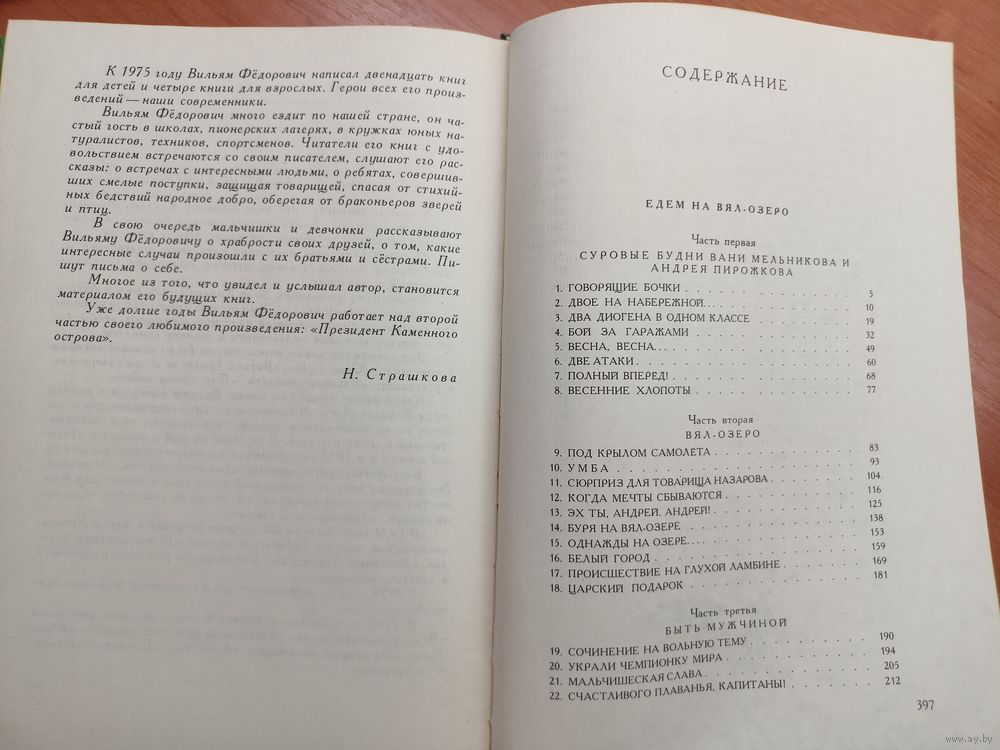 К 1975 году Вильям Фёдорович написал двенадцать книг
для детей и четыре книги для взрослых. Герои всех его произ-
ведений — наши современники.
Вильям Фёдорович много ездит по нашей стране, он ча-
стый гость в школах, пионерских лагерях, в кружках юных на-
туралистов, техников, спортсменов. Читатели его книг с удо-
вольствием встречаются со своим писателем, слушают его рас-
сказы: о встречах с интересными людьми, о ребятах, совершив-
ших смелые поступки, защищая товарищей, спасая от стихий-
ных бедствий народное добро, оберегая от браконьеров зверей
и птиц.
В свою очередь мальчишки и девчонки рассказывают
Вильяму Фёдоровичу о храбрости своих друзей, о том, какие
интересные случаи произошли с их братьями и сёстрами. Пи-
шут письма о себе.
Многое из того, что увидел и услышал автор, становится
материалом его будущих книг.
Уже долгие годы Вильям Фёдорович работает над второй
частью своего любимого произведения: «Президент Каменного
острова».
Н. Страшкова
СОДЕРЖАНИЕ
ЕДЕМ НА ВЯЛ-ОЗЕРО
Часть первая
СУРОВЫЕ БУДНИ ВАНИ МЕЛЬНИКОВА И
АНДРЕЯ ПИРОЖКОВА
1. ГОВОРЯЩИЕ БОЧКИ . . . . . . . . . . . . 5
2. ДВОЕ НА НАБЕРЕЖНОЙ... . . . . . . . . . . 10
3. ДВА ДИОГЕНА В ОДНОМ КЛАССЕ . . . . . . . 19
4. БОЙ ЗА ГАРАЖАМИ . . . . . . . . . . . . 32
5. ВЕСНА, ВЕСНА... . . . . . . . . . . . . . 49
6. ДВЕ АТАКИ . . . . . . . . . . . . . . . 60
7. ПОЛНЫЙ ВПЕРЕД! . . . . . . . . . . . . . 68
8. ВЕСЕННИЕ ХЛОПОТЫ . . . . . . . . . . . 77
Часть вторая
ВЯЛ-ОЗЕРО
9. ПОД КРЫЛОМ САМОЛЕТА . . . . . . . . . . 83
10. УМБА . . . . . . . . . . . . . . . . . 93
11. СЮРПРИЗ ДЛЯ ТОВАРИЩА НАЗАРОВА . . . . . . 104
12. КОГДА МЕЧТЫ СБЫВАЮТСЯ . . . . . . . . . 116
13. ЭХ ТЫ, АНДРЕЙ, АНДРЕЙ! . . . . . . . . . . 125
14. БУРЯ НА ВЯЛ-ОЗЕРЕ . . . . . . . . . . . 138
15. ОДНАЖДЫ НА ОЗЕРЕ... . . . . . . . . . . . 153
16. БЕЛЫЙ ГОРОД . . . . . . . . . . . . . . 159
17. ПРОИСШЕСТВИЕ НА ГЛУХОЙ ЛАМБИНЕ . . . . . 169
18. ЦАРСКИЙ ПОДАРОК . . . . . . . . . . . . 181
Часть третья
БЫТЬ МУЖЧИНОЙ
19. СОЧИНЕНИЕ НА ВОЛЬНУЮ ТЕМУ . . . . . . . . 190
20. УКРАЛИ ЧЕМПИОНКУ МИРА . . . . . . . . . 194
21. МАЛЬЧИШЕСКАЯ СЛАВА . . . . . . . . . . . 205
22. СЧАСТЛИВОГО ПЛАВАНЬЯ, КАПИТАНЫ! . . . . . . 212
397
www.ay.by